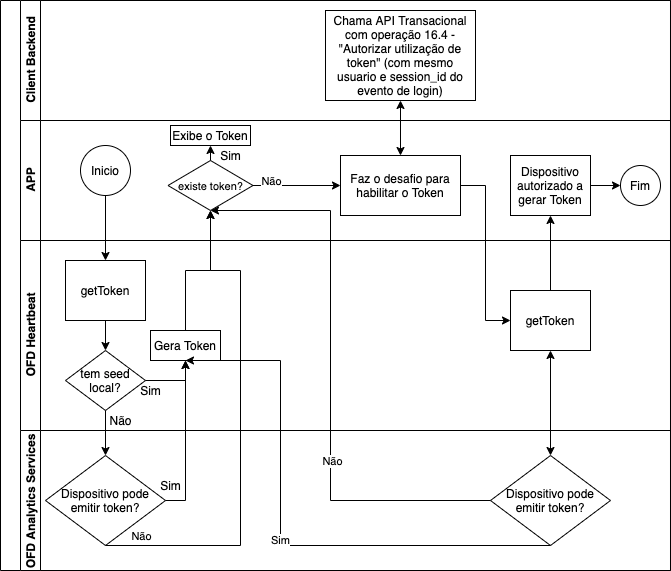 Client Backend
Chama API Transacional
com operação 16.4 -
"Autorizar utilização de
token" (com mesmo
usuario e session_id do
evento de login)
APP
Inicio
Exibe o Token
Sim
existe token?
Não
Faz o desafio para
habilitar o Token
Dispositivo
autorizado a
gerar Token
Fim
OFD Heartbeat
getToken
tem seed
local?
Sim
Não
Gera Token
getToken
OFD Analytics Services
Dispositivo pode
emitir token?
Sim
Não
Sim
Não
Dispositivo pode
emitir token?